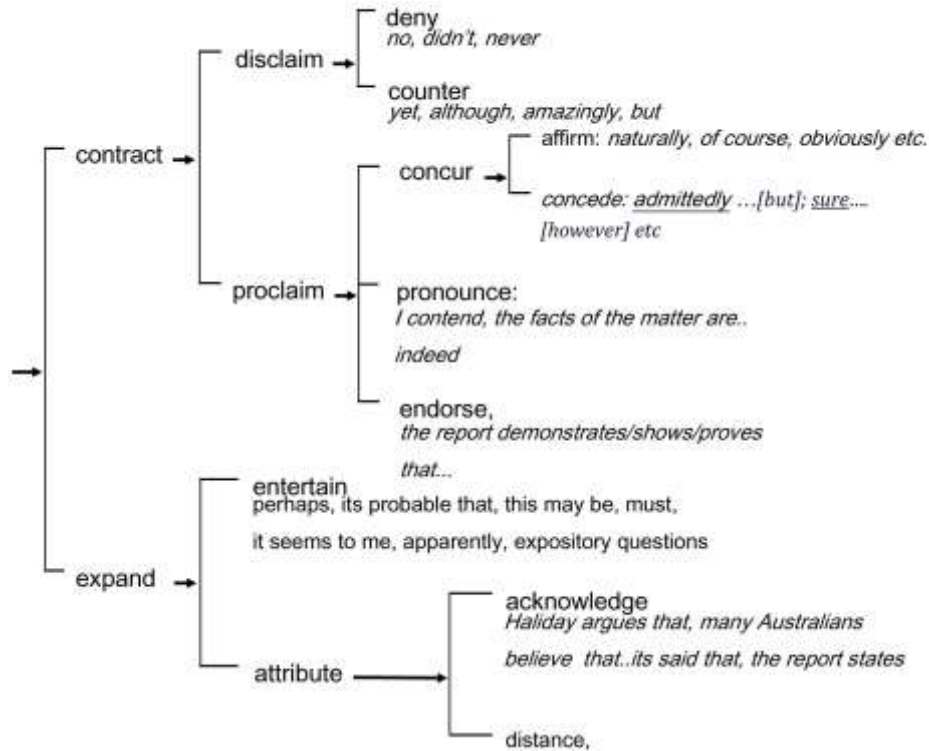 deny
no, didn't, never
disclaim
counter
yet, although, amazingly, but
contract
affirm: naturally, of course, obviously etc.
concur
concede: admittedly …[but]; sure....
[however] etc
proclaim
pronounce:
I contend, the facts of the matter are..
indeed
endorse,
the report demonstrates/shows/proves
that...
entertain
perhaps, its probable that, this may be, must,
it seems to me, apparently, expository questions
expand
acknowledge
Haliday argues that, many Australians
believe that..its said that, the report states
attribute
distance,